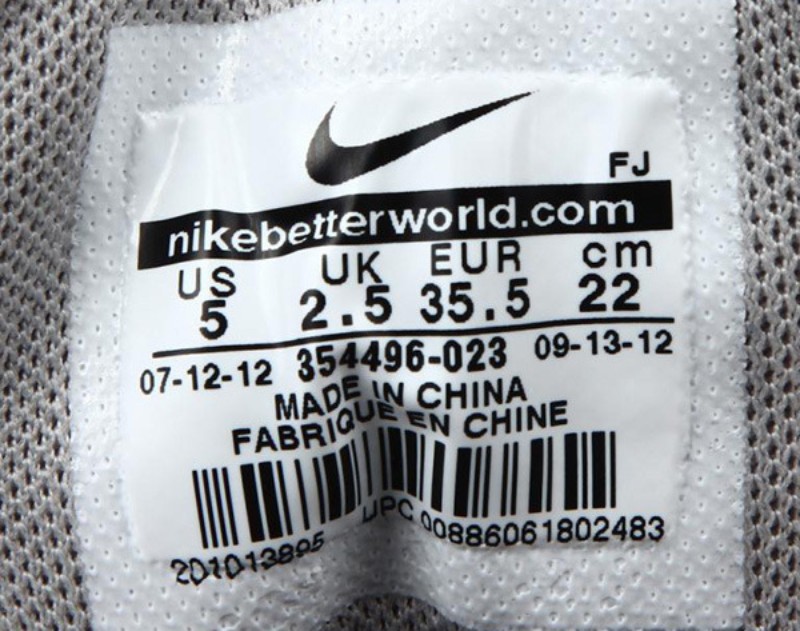 FJ
nikebetterworld.com
US UK EUR cm
5 2.5 35.5 22
07-12-12 354496-023 09-13-12
MADE IN CHINA
FABRIQUE EN CHINE
UPC 00886061802483
201013895